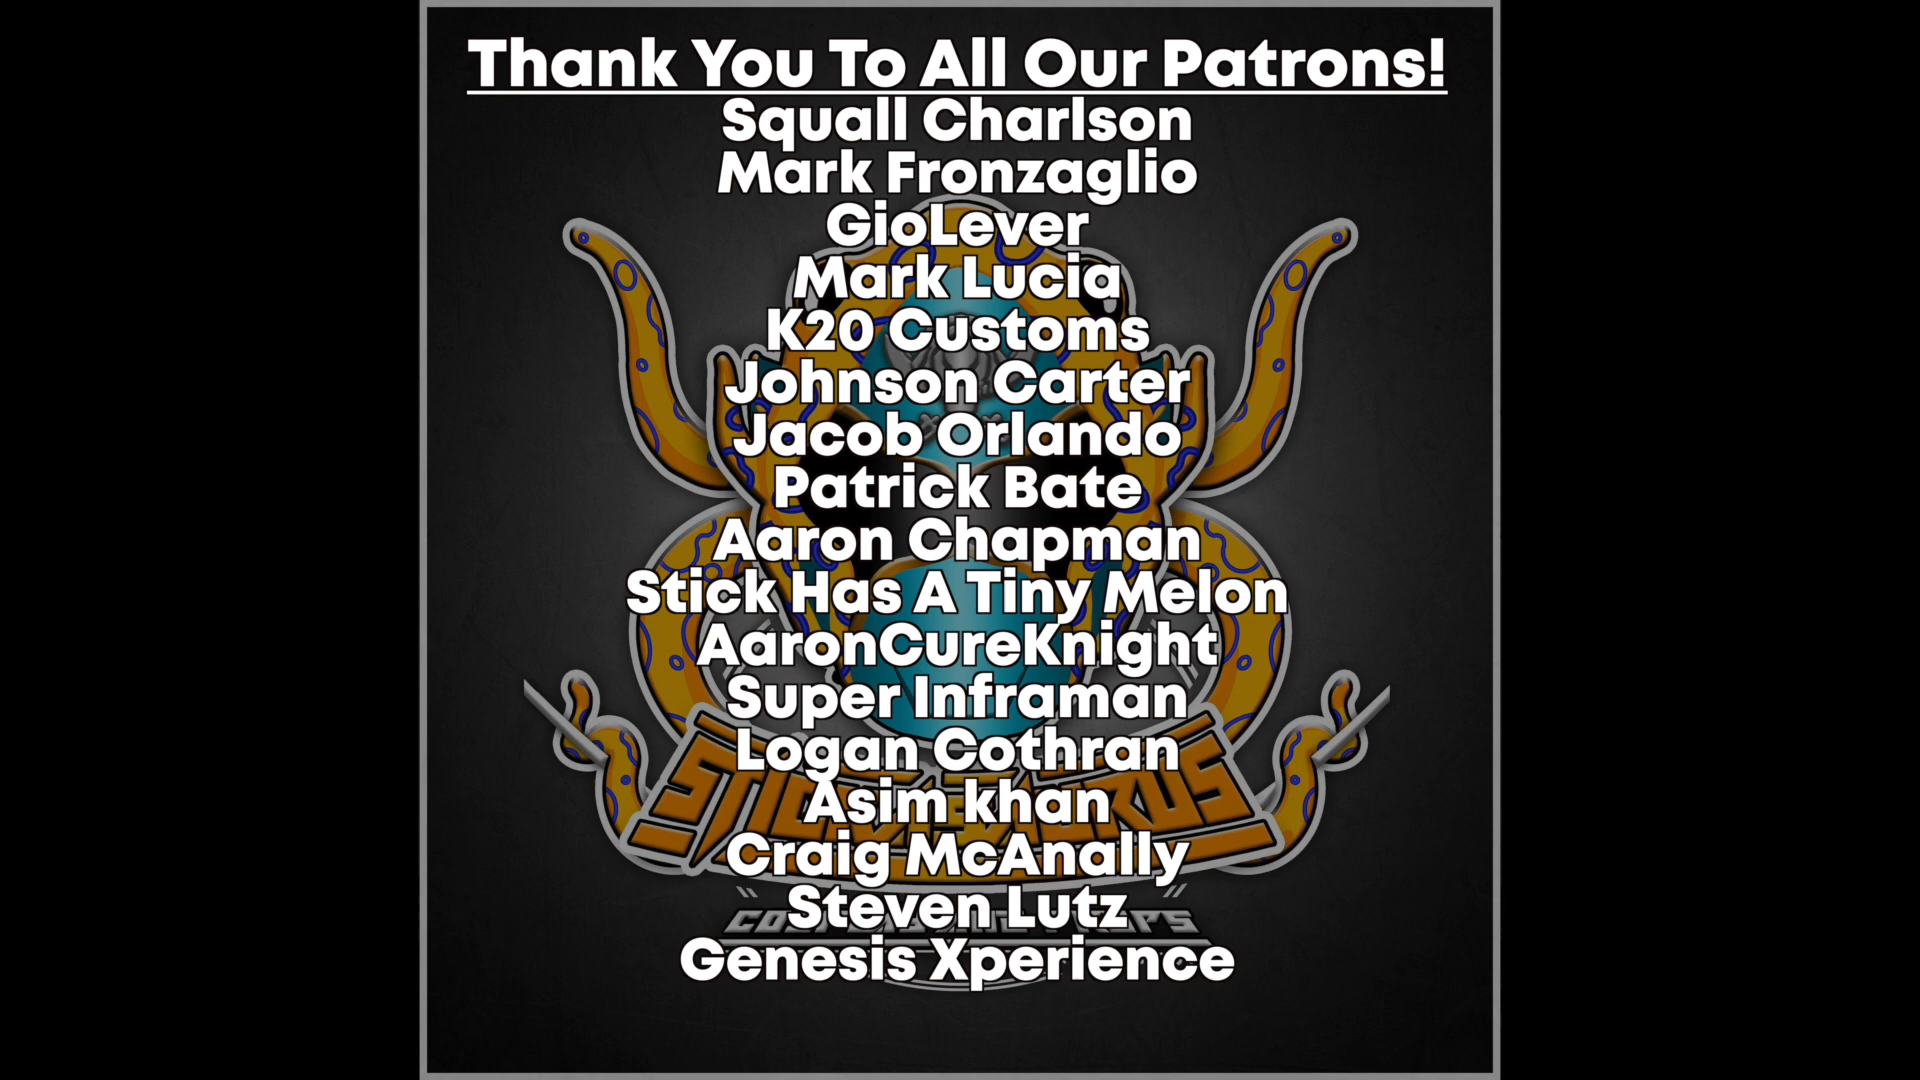 Thank You To All Our Patrons!
Squall Charlson
Mark Fronzaglio
GioLever
Mark Lucia
K20 Customs
Johnson Carter
Jacob Orlando
Patrick Bate
Aaron Chapman
Stick Has A Tiny Melon
AaronCureKnight
Super Inframan
Logan Cothran
Asim khan
Craig McAnally
Steven Lutz
Genesis Xperience